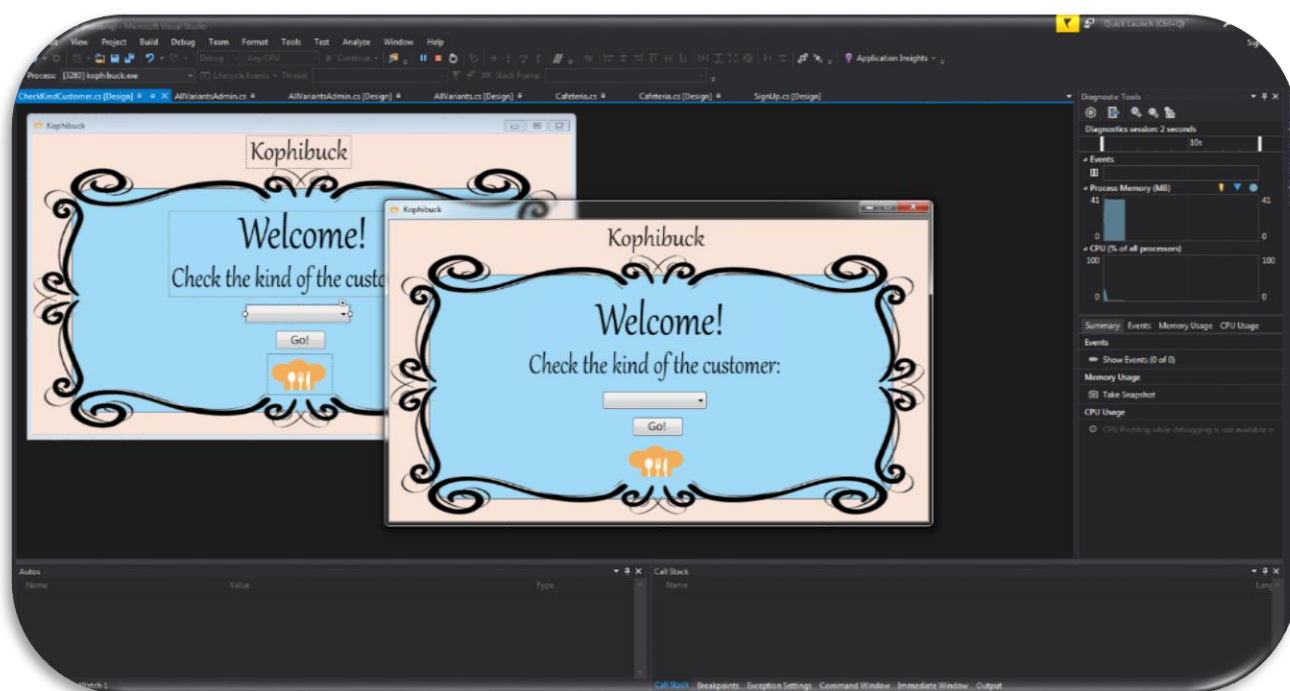 - Microsoft Visual Studio
View Project Build Debug Team Format Tools Test Analyze Window Help
Quick Launch (Ctrl+Q)
Debug Any CPU Continue Application Insights
Process: [3280] kophibuck.exe Lifecycle Events Thread: Stack Frame:
CheckKindCustomer.cs [Design] AllVariantsAdmin.cs AllVariantsAdmin.cs [Design] AllVariants.cs [Design] Cafeteria.cs Cafeteria.cs [Design] SignUp.cs [Design]
Kophibuck
Kophibuck
Welcome!
Check the kind of the custo
Go!
Kophibuck
Kophibuck
Welcome!
Check the kind of the customer:
Go!
Diagnostic Tools
Diagnostics session: 2 seconds
10s
Events
Process Memory (MB)
41 41
0 0
CPU (% of all processors)
100 100
0 0
Summary Events Memory Usage CPU Usage
Events
Show Events (0 of 0)
Memory Usage
Take Snapshot
CPU Usage
CPU Profiling while debugging is not available o
Autos
Name Value Type
Watch 1
Call Stack
Name Lang
Call Stack Breakpoints Exception Settings Command Window Immediate Window Output